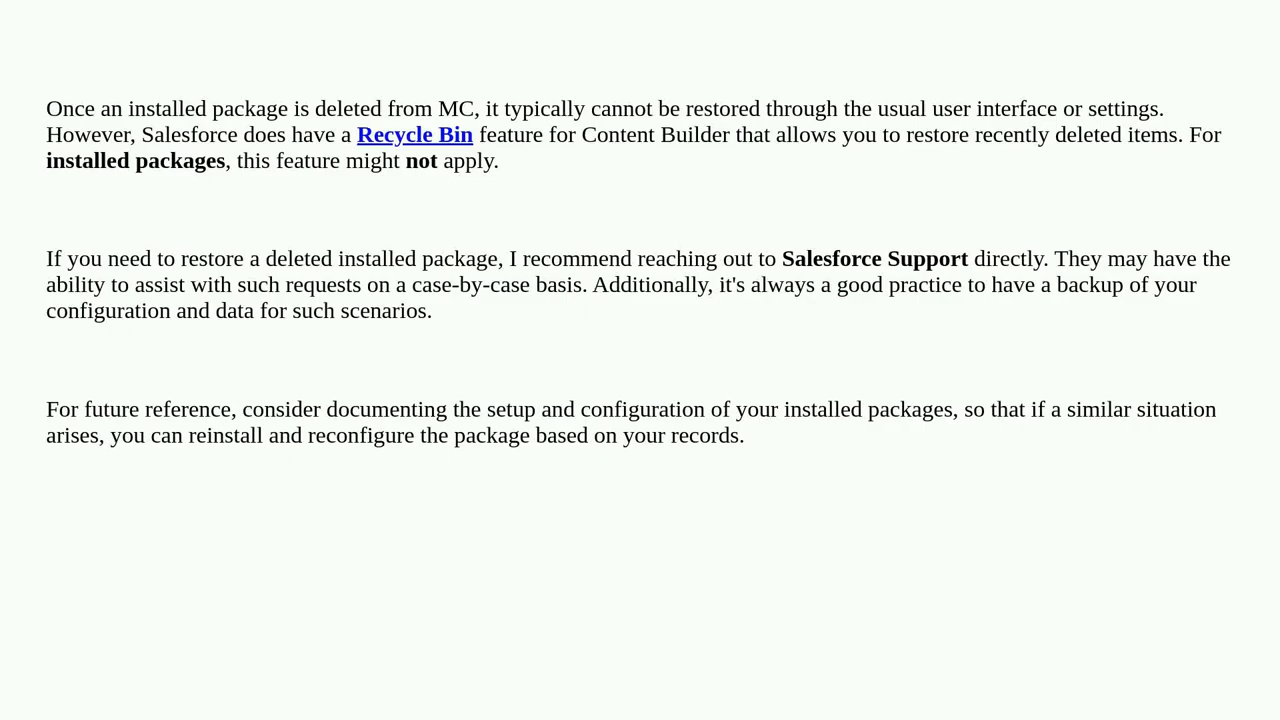 Once an installed package is deleted from MC, it typically cannot be restored through the usual user interface or settings.
However, Salesforce does have a Recycle Bin feature for Content Builder that allows you to restore recently deleted items. For
installed packages, this feature might not apply.
If you need to restore a deleted installed package, I recommend reaching out to Salesforce Support directly. They may have the
ability to assist with such requests on a case-by-case basis. Additionally, it's always a good practice to have a backup of your
configuration and data for such scenarios.
For future reference, consider documenting the setup and configuration of your installed packages, so that if a similar situation
arises, you can reinstall and reconfigure the package based on your records.